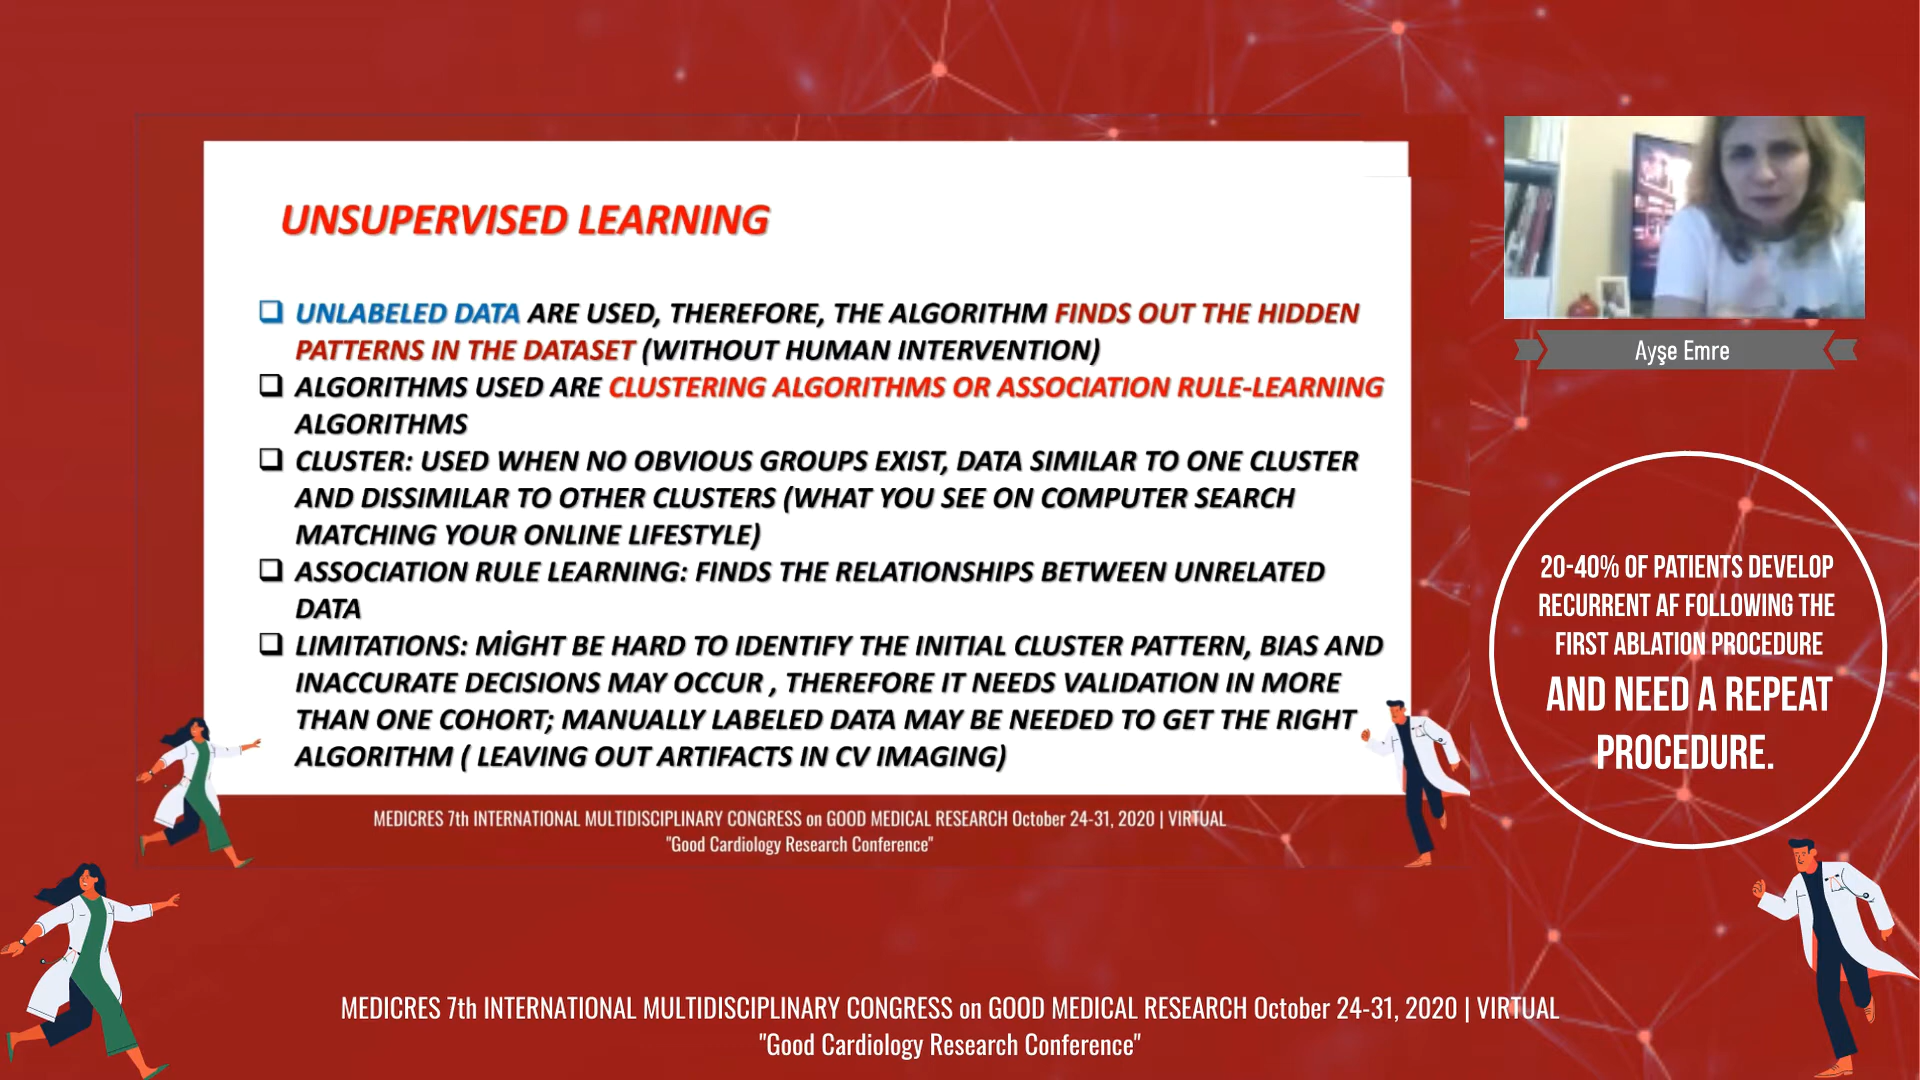 UNSUPERVISED LEARNING
❑ UNLABELED DATA ARE USED, THEREFORE, THE ALGORITHM FINDS OUT THE HIDDEN
PATTERNS IN THE DATASET (WITHOUT HUMAN INTERVENTION)
❑ ALGORITHMS USED ARE CLUSTERING ALGORITHMS OR ASSOCIATION RULE-LEARNING
ALGORITHMS
❑ CLUSTER: USED WHEN NO OBVIOUS GROUPS EXIST, DATA SIMILAR TO ONE CLUSTER
AND DISSIMILAR TO OTHER CLUSTERS (WHAT YOU SEE ON COMPUTER SEARCH
MATCHING YOUR ONLINE LIFESTYLE)
❑ ASSOCIATION RULE LEARNING: FINDS THE RELATIONSHIPS BETWEEN UNRELATED
DATA
❑ LIMITATIONS: MİGHT BE HARD TO IDENTIFY THE INITIAL CLUSTER PATTERN, BIAS AND
INACCURATE DECISIONS MAY OCCUR , THEREFORE IT NEEDS VALIDATION IN MORE
THAN ONE COHORT; MANUALLY LABELED DATA MAY BE NEEDED TO GET THE RIGHT
ALGORITHM ( LEAVING OUT ARTIFACTS IN CV IMAGING)
MEDICRES 7th INTERNATIONAL MULTIDISCIPLINARY CONGRESS on GOOD MEDICAL RESEARCH October 24-31, 2020 | VIRTUAL
"Good Cardiology Research Conference"
Ayşe Emre
20-40% OF PATIENTS DEVELOP
RECURRENT AF FOLLOWING THE
FIRST ABLATION PROCEDURE
AND NEED A REPEAT
PROCEDURE.
MEDICRES 7th INTERNATIONAL MULTIDISCIPLINARY CONGRESS on GOOD MEDICAL RESEARCH October 24-31, 2020 | VIRTUAL
"Good Cardiology Research Conference"